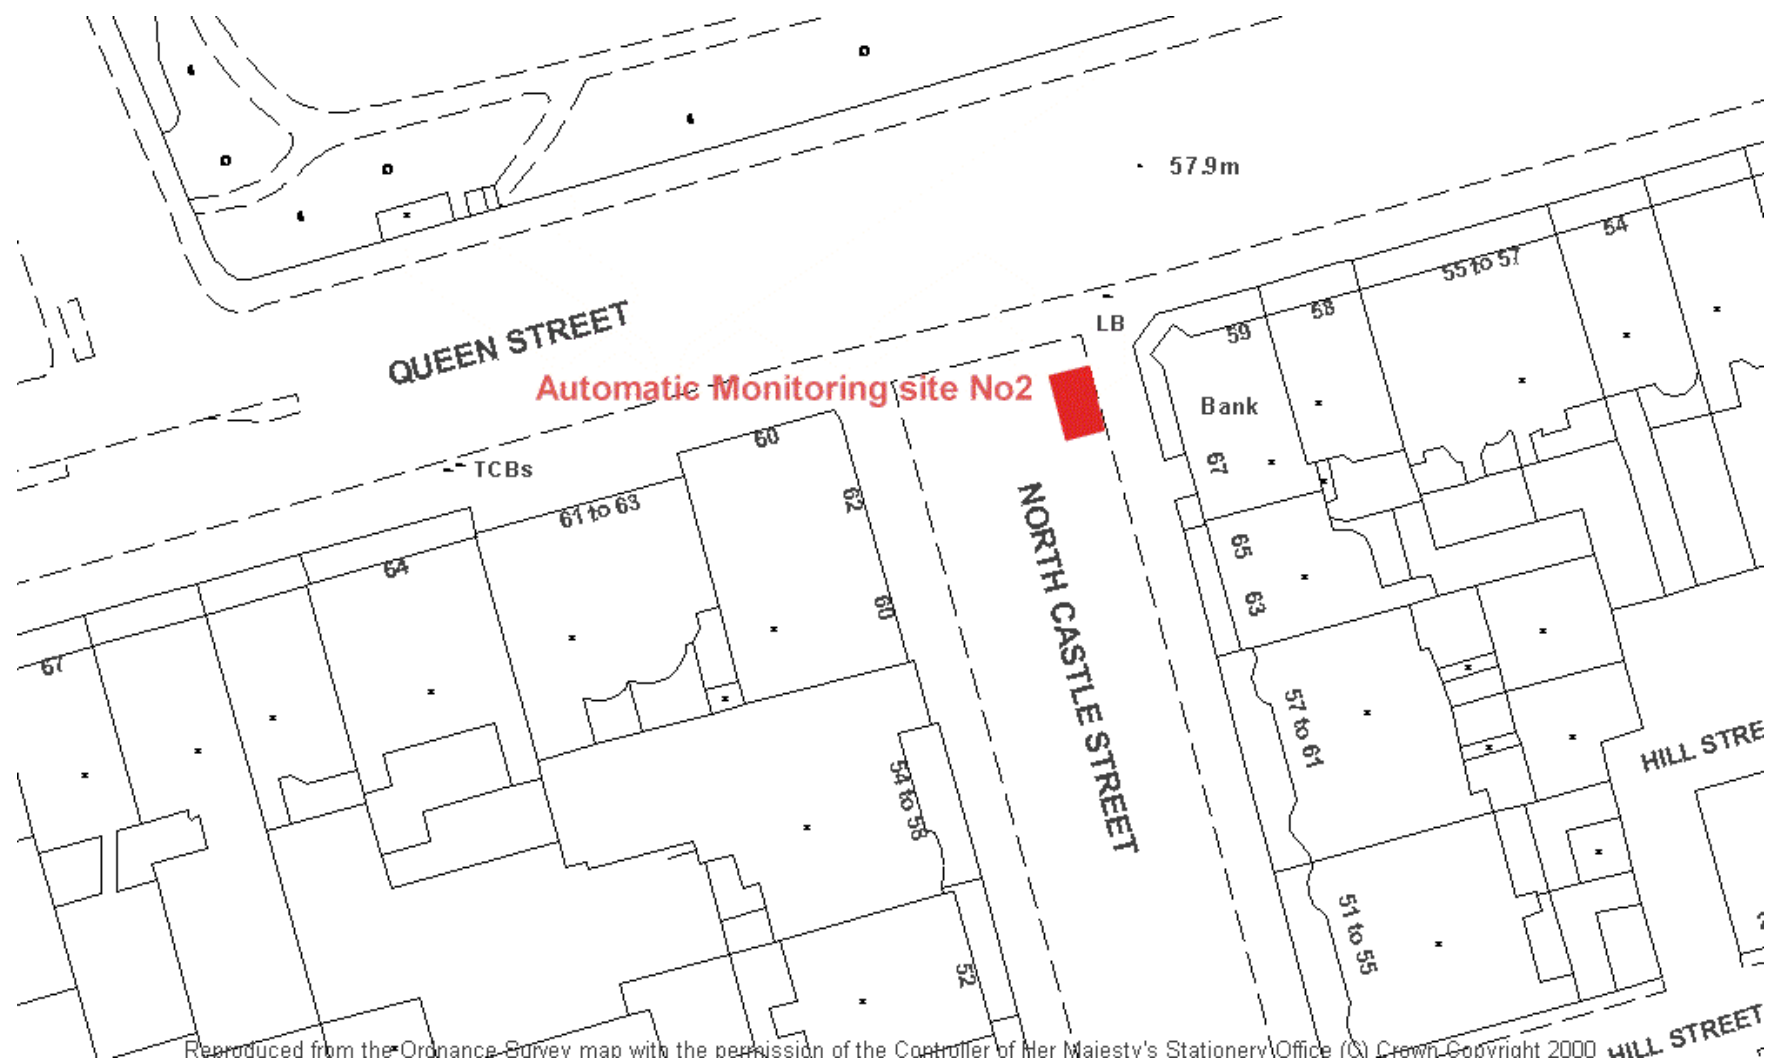 57.9m
54
55 to 57
58
59
LB
QUEEN STREET
Automatic Monitoring site No2
Bank
60
67
TCBs
62
61 to 63
NORTH CASTLE STREET
65
64
63
60
67
57 to 61
HILL STRE
54 to 58
51 to 55
52
HILL STREET
Reproduced from the Ordnance Survey map with the permission of the Controller of Her Majesty's Stationery Office (C) Crown Copyright 2000